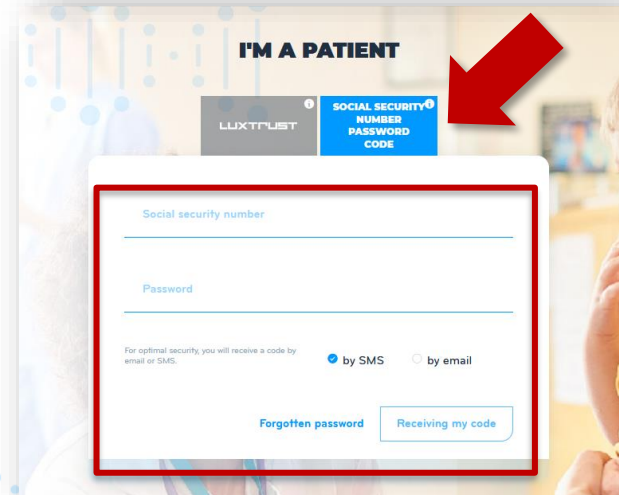 I'M A PATIENT
LUXTRUST
SOCIAL SECURITY
NUMBER
PASSWORD
CODE
Social security number
Password
For optimal security, you will receive a code by
email or SMS.
by SMS
by email
Forgotten password
Receiving my code